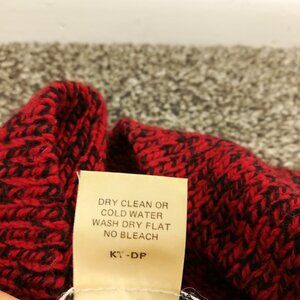 DRY CLEAN OR
COLD WATER
WASH DRY FLAT
NO BLEACH
KT-DP